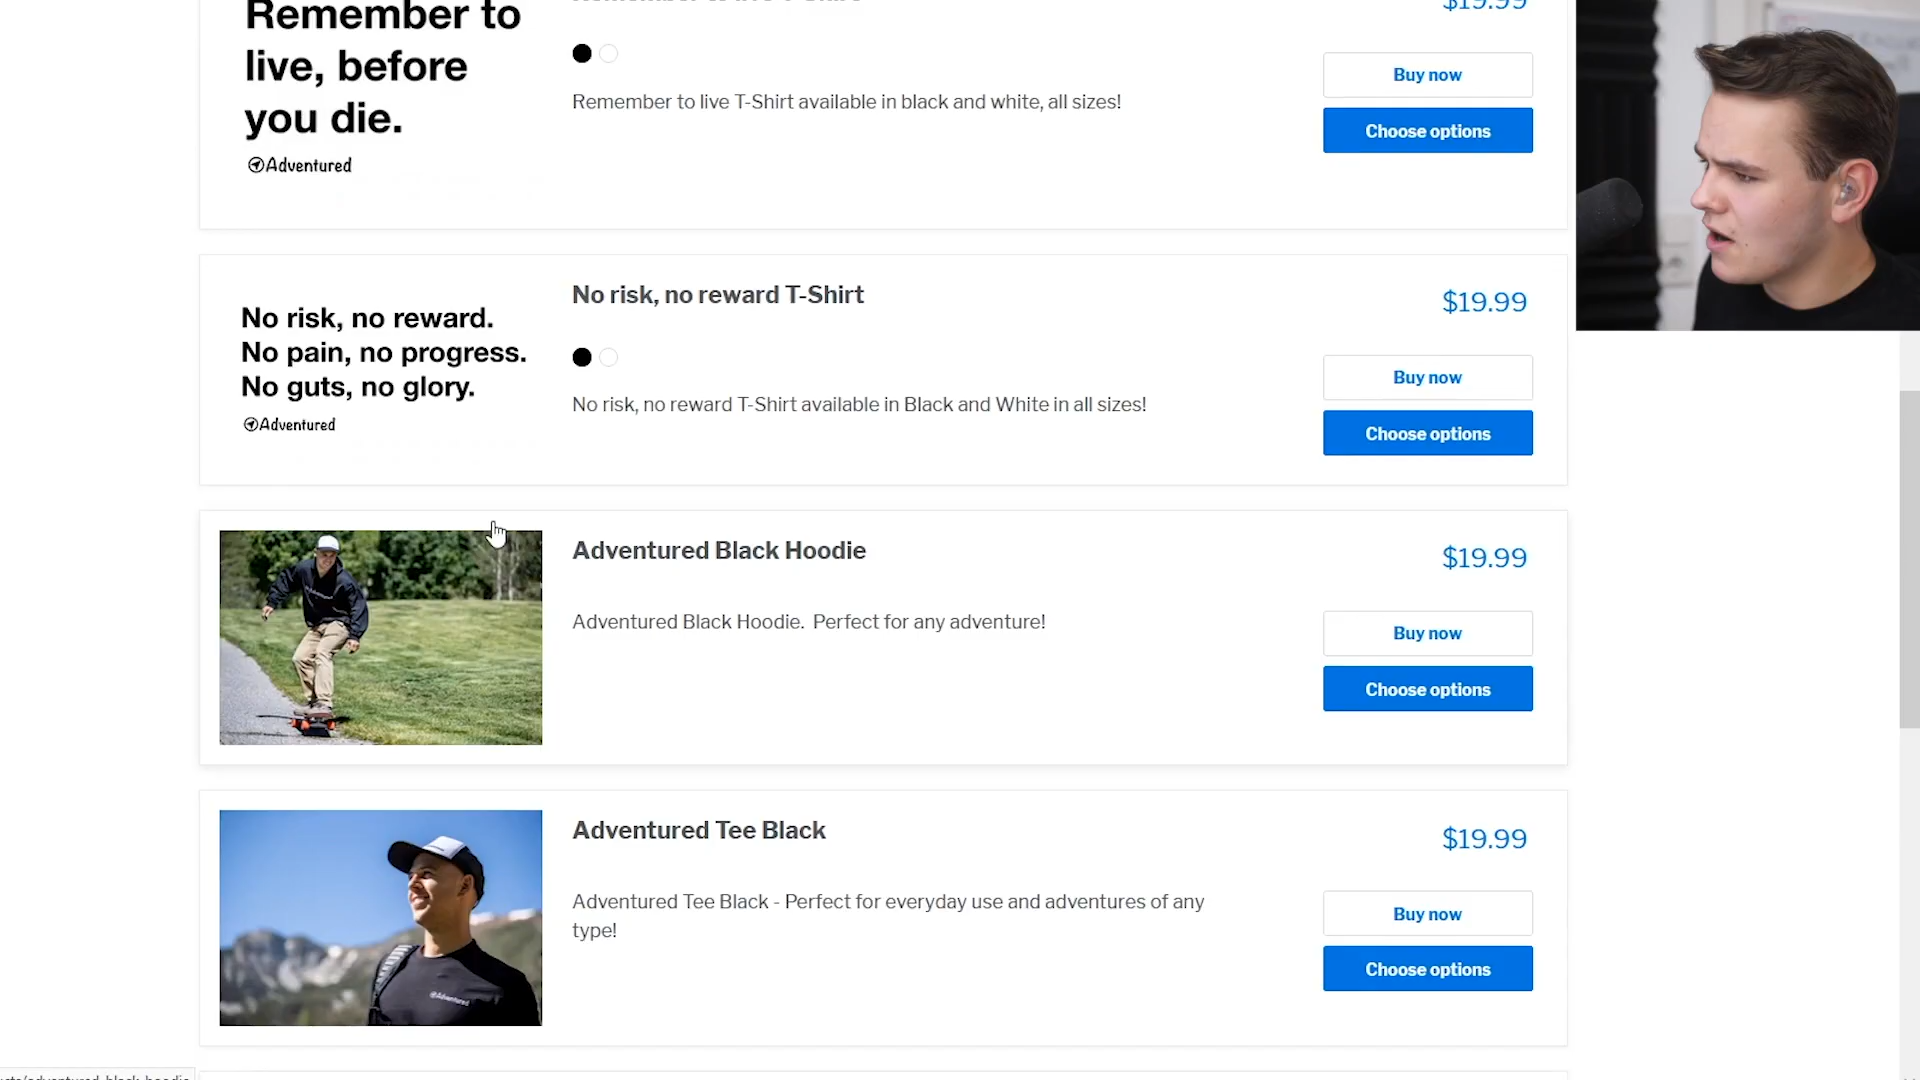 Remember to
live, before
you die.
Adventured
$19.99
Buy now
Remember to live T-Shirt available in black and white, all sizes!
Choose options
No risk, no reward.
No pain, no progress.
No guts, no glory.
Adventured
No risk, no reward T-Shirt
$19.99
Buy now
No risk, no reward T-Shirt available in Black and White in all sizes!
Choose options
Adventured Black Hoodie
$19.99
Adventured Black Hoodie. Perfect for any adventure!
Buy now
Choose options
Adventured Tee Black
$19.99
Adventured Tee Black - Perfect for everyday use and adventures of any
type!
Buy now
Choose options
Adventured